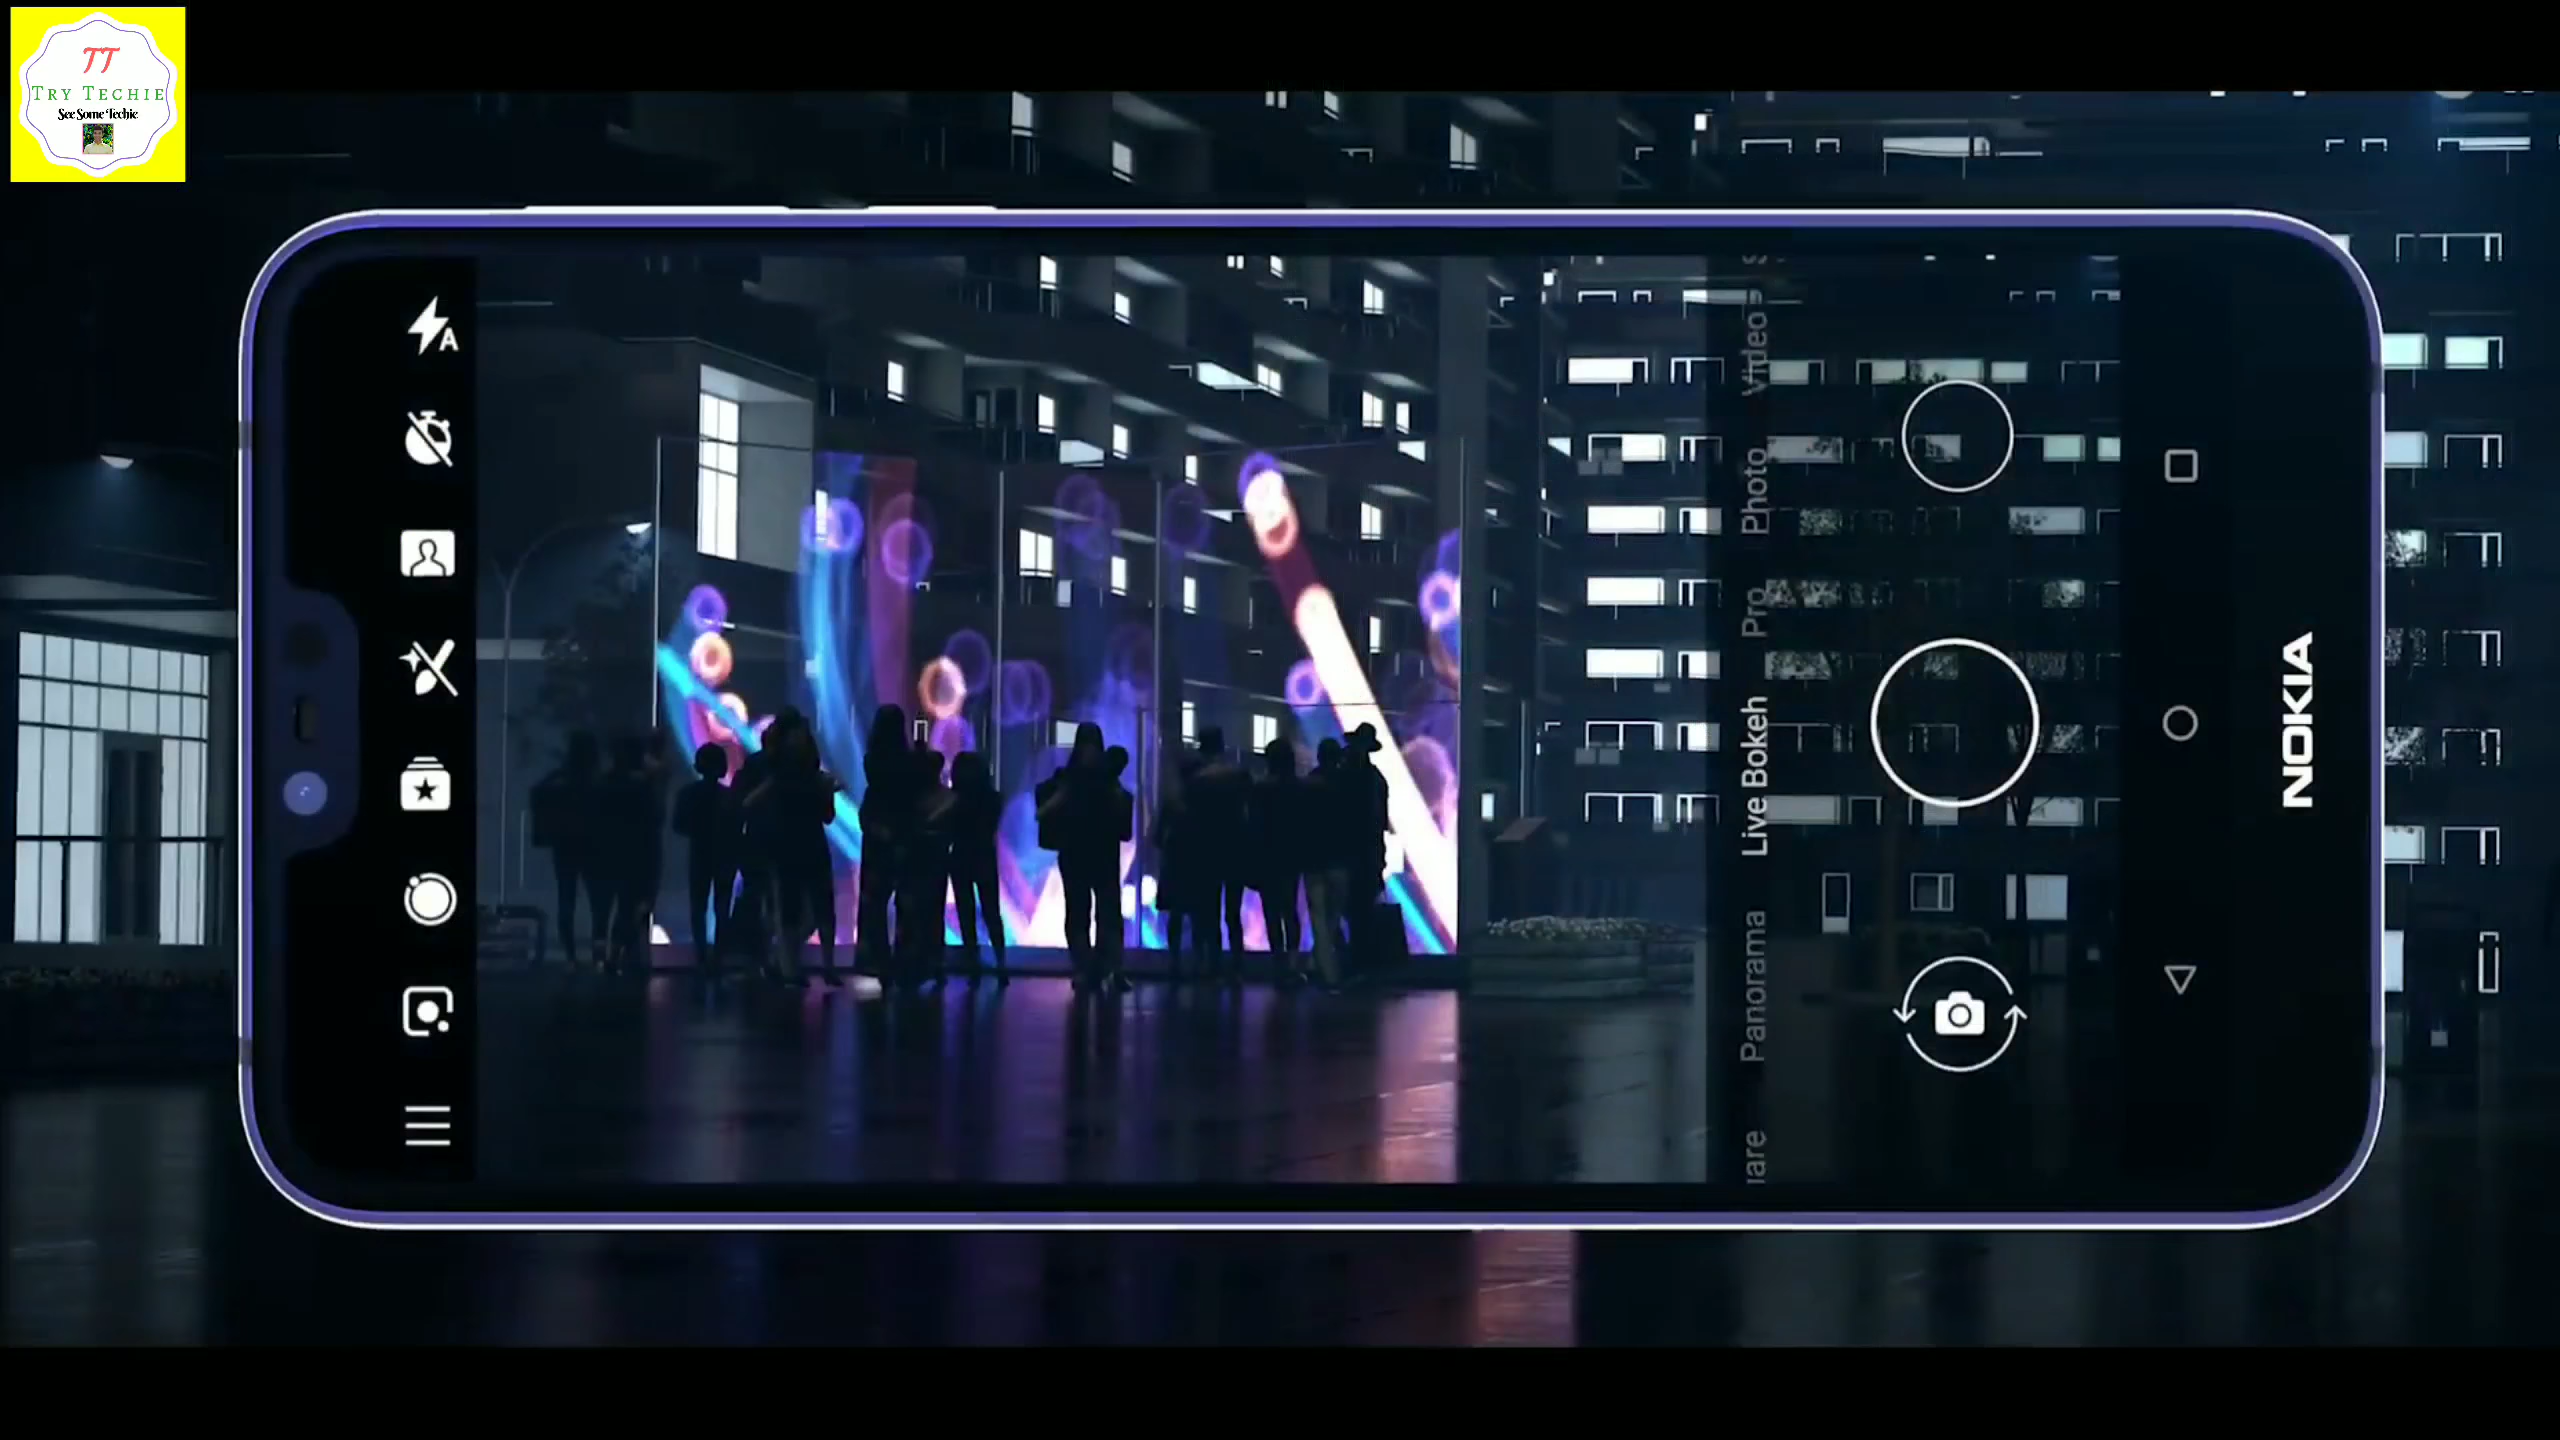 TT
TRY TECHIE
See Some Techie
A
Video
Photo
Pro
Live Bokeh
Panorama
NOKIA